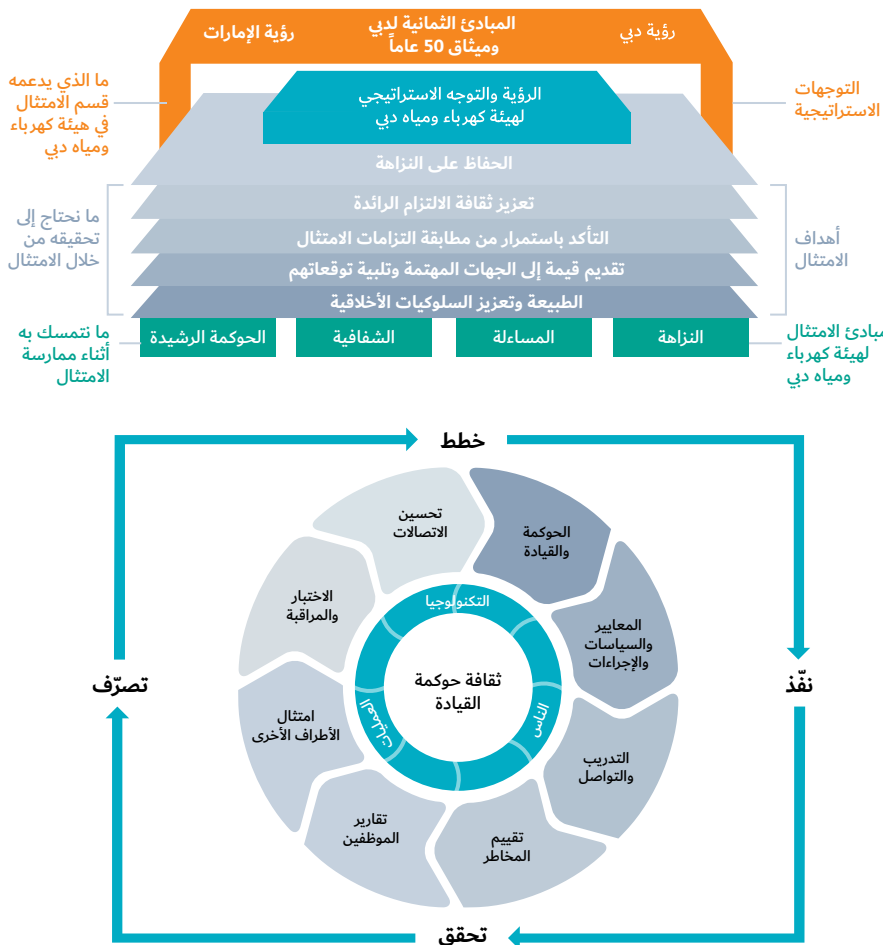 رؤية دبي
المبادئ الثمانية لدبي
وميثاق 50 عاماً
رؤية الإمارات
التوجهات
الاستراتيجية
ما الذي يدعمه
قسم الامتثال
في هيئة كهرباء
ومياه دبي
الرؤية والتوجه الاستراتيجي
لهيئة كهرباء ومياه دبي
الحفاظ على النزاهة
تعزيز ثقافة الالتزام الرائدة
التأكد باستمرار من مطابقة التزامات الامتثال
تقديم قيمة إلى الجهات المهتمة وتلبية توقعاتهم
الطبيعة وتعزيز السلوكيات الأخلاقية
أهداف
الامتثال
ما نحتاج إلى
تحقيقه من
خلال الامتثال
مبادئ الامتثال
لهيئة كهرباء
ومياه دبي
النزاهة
المساءلة
الشفافية
الحوكمة الرشيدة
ما نتمسك به
أثناء ممارسة
الامتثال
خطط
نفّذ
تحقق
تصرّف
الحوكمة
والقيادة
المعايير
والسياسات
والإجراءات
التدريب
والتواصل
تقييم
المخاطر
تقارير
الموظفين
امتثال
الأطراف الأخرى
الاختبار
والمراقبة
تحسين
الاتصالات
التكنولوجيا
الناس
العمليات
ثقافة حوكمة
القيادة